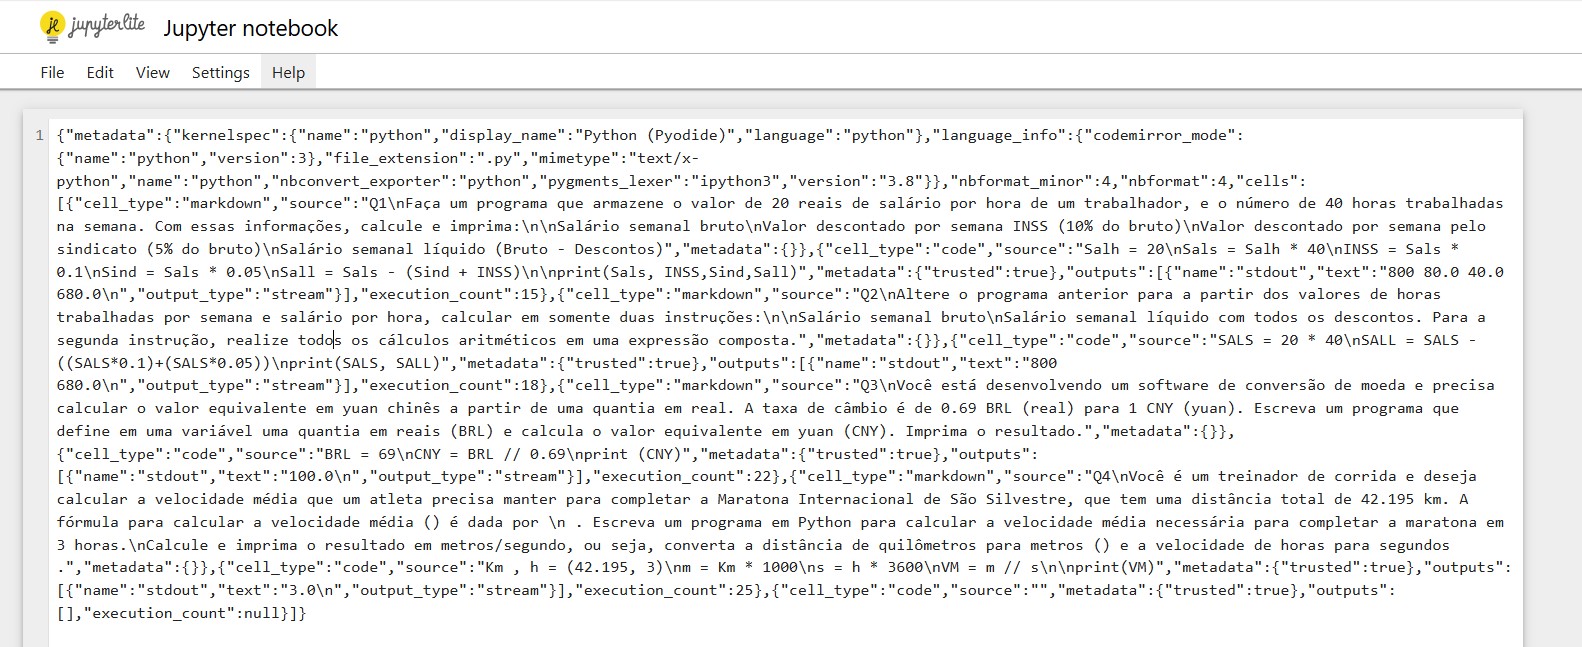 jupyterlite Jupyter notebook
File Edit View Settings Help
1 {"metadata":{"kernelspec":{"name":"python","display_name":"Python (Pyodide)","language":"python"},"language_info":{"codemirror_mode":
{"name":"python","version":3},"file_extension":".py","mimetype":"text/x-
python","name":"python","nbconvert_exporter":"python","pygments_lexer":"ipython3","version":"3.8"}},"nbformat_minor":4,"nbformat":4,"cells":
[{"cell_type":"markdown","source":"Q1\nFaça um programa que armazene o valor de 20 reais de salário por hora de um trabalhador, e o número de 40 horas trabalhadas
na semana. Com essas informações, calcule e imprima:\n\nSalário semanal bruto\nValor descontado por semana INSS (10% do bruto)\nValor descontado por semana pelo
sindicato (5% do bruto)\nSalário semanal líquido (Bruto - Descontos)","metadata":{}},{"cell_type":"code","source":"Salh = 20\nSals = Salh * 40\nINSS = Sals *
0.1\nSind = Sals * 0.05\nSall = Sals - (Sind + INSS)\n\nprint(Sals, INSS,Sind,Sall)","metadata":{"trusted":true},"outputs":[{"name":"stdout","text":"800 80.0 40.0
680.0\n","output_type":"stream"}],"execution_count":15},{"cell_type":"markdown","source":"Q2\nAltere o programa anterior para a partir dos valores de horas
trabalhadas por semana e salário por hora, calcular em somente duas instruções:\n\nSalário semanal bruto\nSalário semanal líquido com todos os descontos. Para a
segunda instrução, realize todos os cálculos aritméticos em uma expressão composta.","metadata":{}},{"cell_type":"code","source":"SALS = 20 * 40\nSALL = SALS -
((SALS*0.1)+(SALS*0.05))\nprint(SALS, SALL)","metadata":{"trusted":true},"outputs":[{"name":"stdout","text":"800
680.0\n","output_type":"stream"}],"execution_count":18},{"cell_type":"markdown","source":"Q3\nVocê está desenvolvendo um software de conversão de moeda e precisa
calcular o valor equivalente em yuan chinês a partir de uma quantia em real. A taxa de câmbio é de 0.69 BRL (real) para 1 CNY (yuan). Escreva um programa que
define em uma variável uma quantia em reais (BRL) e calcula o valor equivalente em yuan (CNY). Imprima o resultado.","metadata":{}},
{"cell_type":"code","source":"BRL = 69\nCNY = BRL // 0.69\nprint (CNY)","metadata":{"trusted":true},"outputs":
[{"name":"stdout","text":"100.0\n","output_type":"stream"}],"execution_count":22},{"cell_type":"markdown","source":"Q4\nVocê é um treinador de corrida e deseja
calcular a velocidade média que um atleta precisa manter para completar a Maratona Internacional de São Silvestre, que tem uma distância total de 42.195 km. A
fórmula para calcular a velocidade média () é dada por \n . Escreva um programa em Python para calcular a velocidade média necessária para completar a maratona em
3 horas.\nCalcule e imprima o resultado em metros/segundo, ou seja, converta a distância de quilômetros para metros () e a velocidade de horas para segundos
.","metadata":{}},{"cell_type":"code","source":"Km , h = (42.195, 3)\nm = Km * 1000\ns = h * 3600\nVM = m // s\n\nprint(VM)","metadata":{"trusted":true},"outputs":
[{"name":"stdout","text":"3.0\n","output_type":"stream"}],"execution_count":25},{"cell_type":"code","source":"","metadata":{"trusted":true},"outputs":
[],"execution_count":null}]}